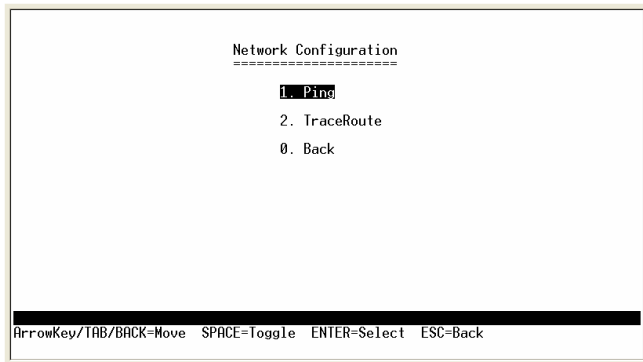 Network Configuration
=====================
1. Ping
2. TraceRoute
0. Back
ArrowKey/TAB/BACK=Move  SPACE=Toggle  ENTER=Select  ESC=Back